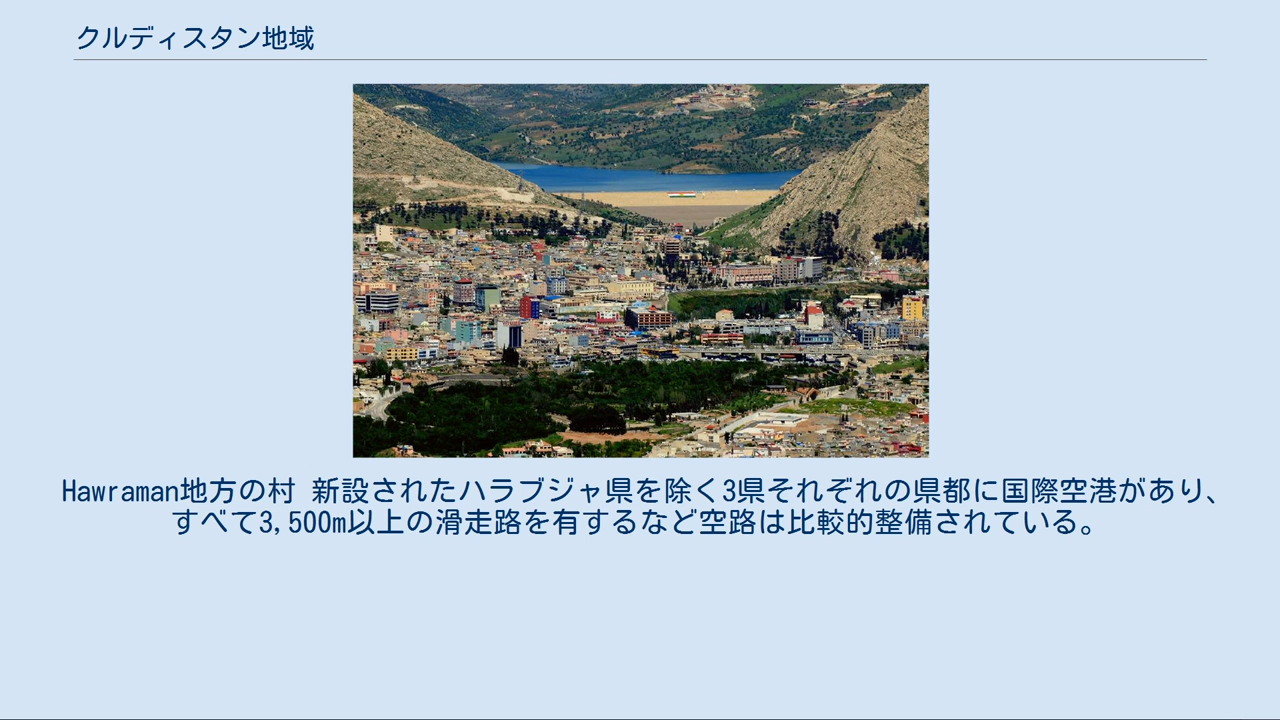 クルディスタン地域
Hawraman地方の村 新設されたハラブジャ県を除く3県それぞれの県都に国際空港があり、
すべて3,500m以上の滑走路を有するなど空路は比較的整備されている。